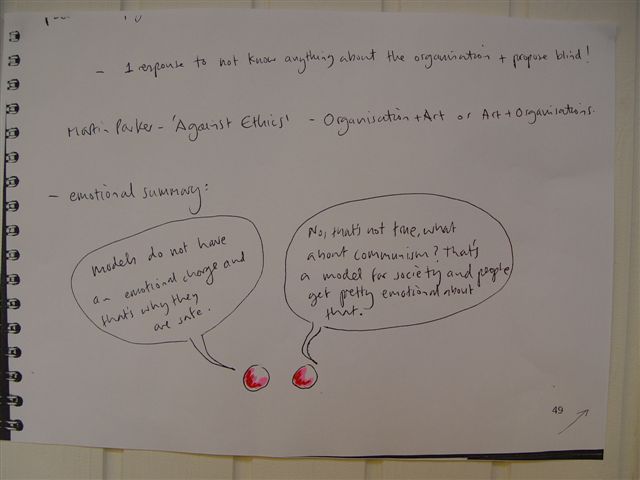 - 1 response to not know anything about the organisation + propose blind!
Martin Parker - 'Against Ethics' - Organisation + Art or Art + Organisations.
- emotional summary:
Models do not have
an emotional charge and
that's why they
are safe.
No, that's not true, what
about communism? That's
a model for society and people
get pretty emotional about
that.
49